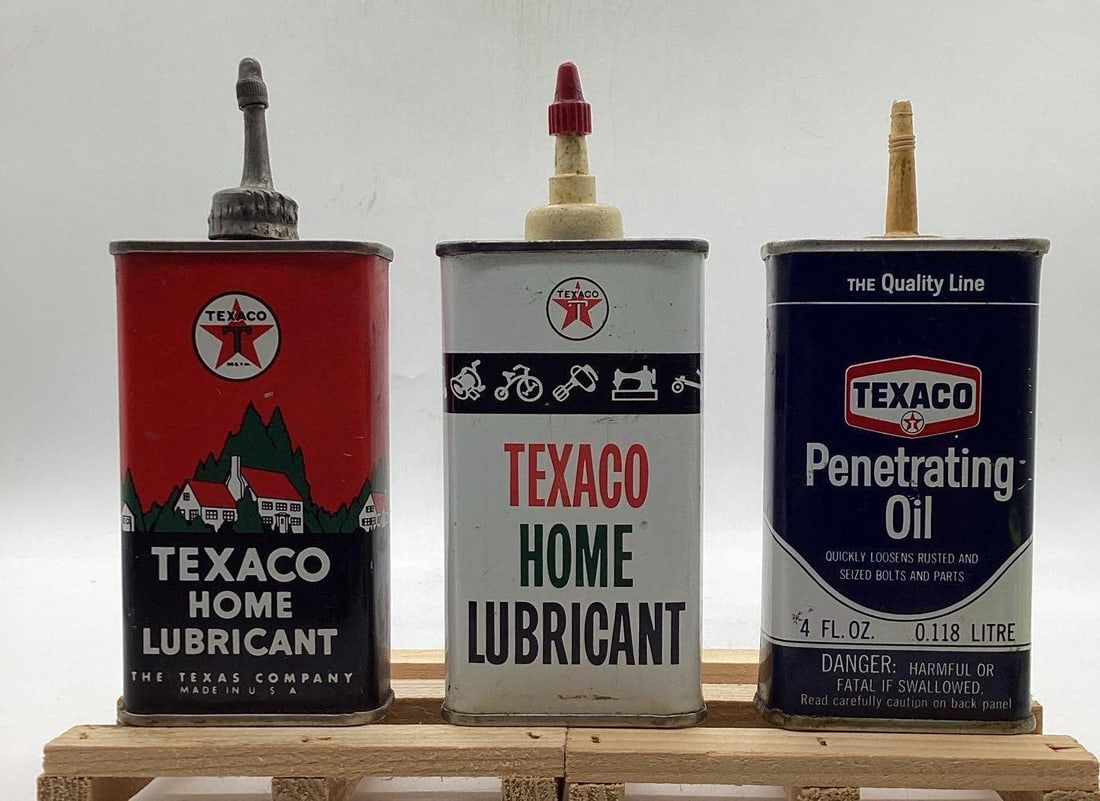 TEXACO
T
TEXACO
HOME
LUBRICANT
THE TEXAS COMPANY
MADE IN U S A
TEXACO
T
TEXACO
HOME
LUBRICANT
THE Quality Line
TEXACO
T
Penetrating
Oil
QUICKLY LOOSENS RUSTED AND
SEIZED BOLTS AND PARTS
4 FL. OZ. 0.118 LITRE
DANGER: HARMFUL OR
FATAL IF SWALLOWED.
Read carefully caution on back panel